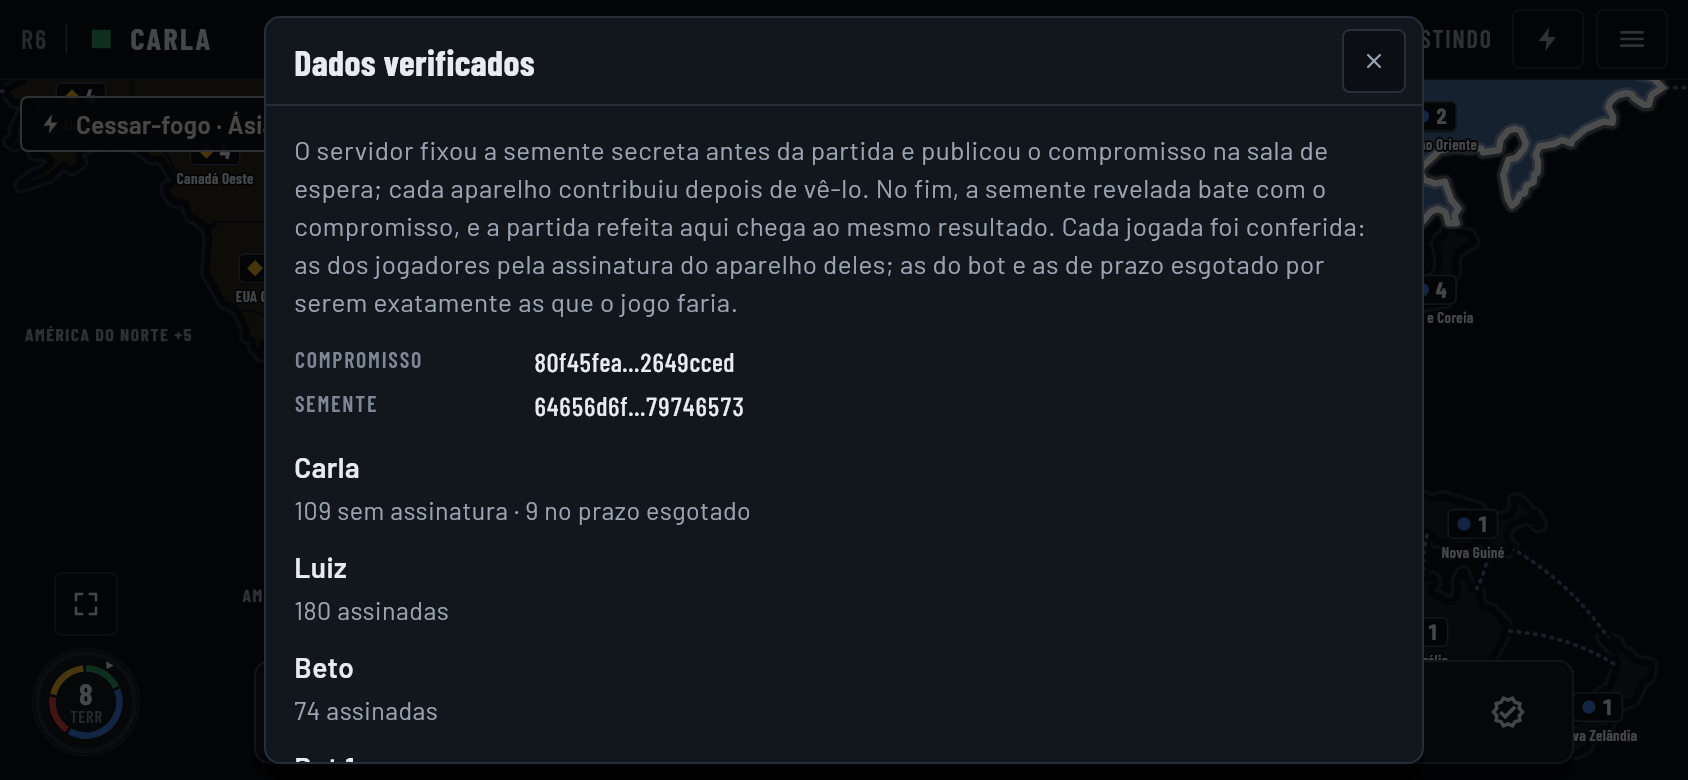 R6
CARLA
STINDO
Dados verificados
Cessar-fogo · Ási
4
4
Canadá Oeste
2
o Oriente
O servidor fixou a semente secreta antes da partida e publicou o compromisso na sala de
espera; cada aparelho contribuiu depois de vê-lo. No fim, a semente revelada bate com o
compromisso, e a partida refeita aqui chega ao mesmo resultado. Cada jogada foi conferida:
as dos jogadores pela assinatura do aparelho deles; as do bot e as de prazo esgotado por
serem exatamente as que o jogo faria.
EUA
4
e Coreia
AMÉRICA DO NORTE +5
COMPROMISSO 80f45fea...2649cced
SEMENTE 64656d6f...79746573
Carla
109 sem assinatura · 9 no prazo esgotado
1
Nova Guiné
Luiz
180 assinadas
AM
1
Beto
74 assinadas
8
TERR
1
va Zelândia
Bot 1